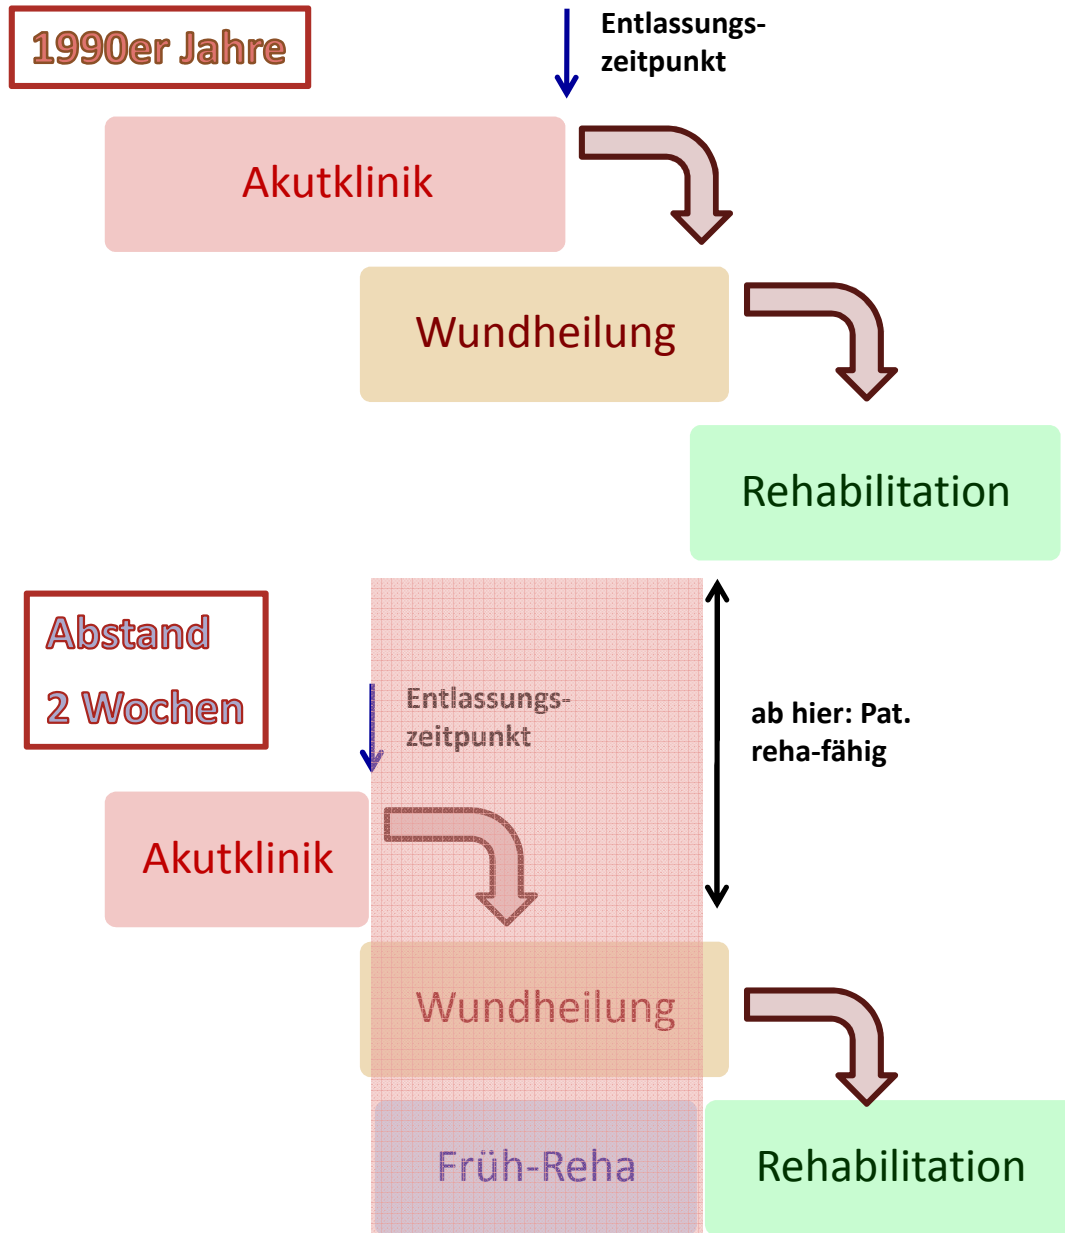 1990er Jahre
Entlassungs-
zeitpunkt
Akutklinik
Wundheilung
Rehabilitation
Abstand
2 Wochen
Entlassungs-
zeitpunkt
ab hier: Pat.
reha-fähig
Akutklinik
Wundheilung
Früh-Reha
Rehabilitation